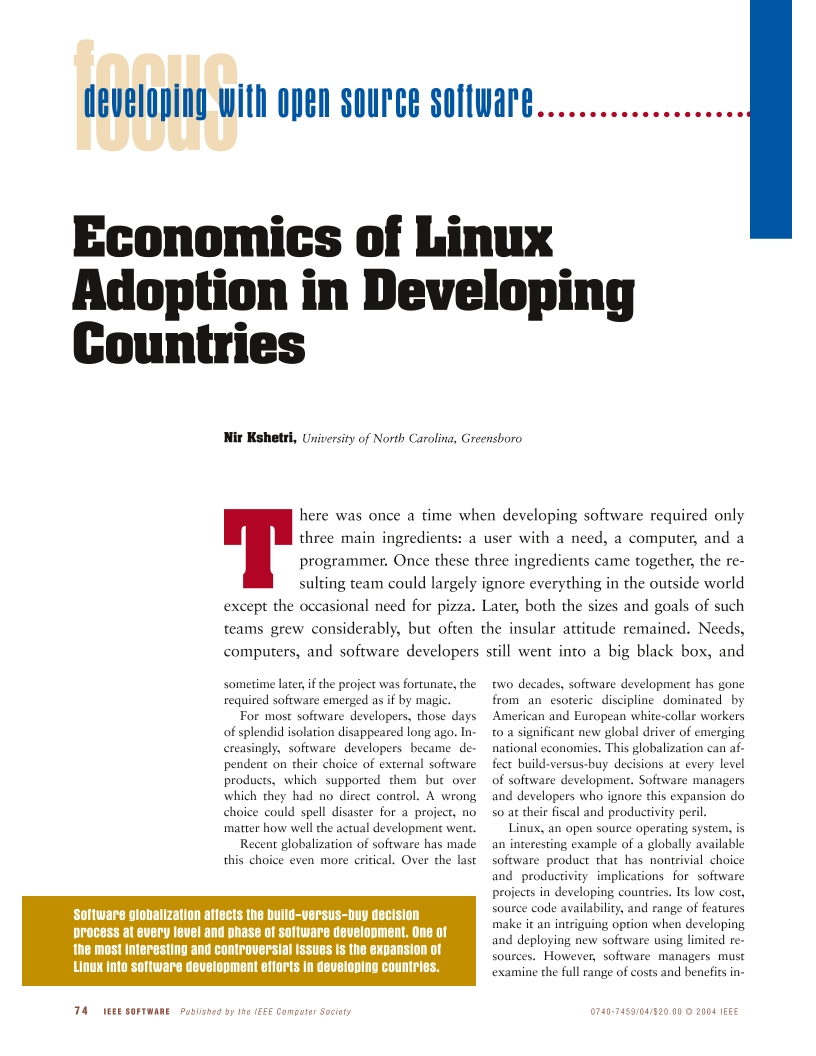 focus
developing with open source software
Economics of Linux
Adoption in Developing
Countries
Nir Kshetri, University of North Carolina, Greensboro
There was once a time when developing software required only
three main ingredients: a user with a need, a computer, and a
programmer. Once these three ingredients came together, the re-
sulting team could largely ignore everything in the outside world
except the occasional need for pizza. Later, both the sizes and goals of such
teams grew considerably, but often the insular attitude remained. Needs,
computers, and software developers still went into a big black box, and
sometime later, if the project was fortunate, the
required software emerged as if by magic.
For most software developers, those days
of splendid isolation disappeared long ago. In-
creasingly, software developers became de-
pendent on their choice of external software
products, which supported them but over
which they had no direct control. A wrong
choice could spell disaster for a project, no
matter how well the actual development went.
Recent globalization of software has made
this choice even more critical. Over the last
two decades, software development has gone
from an esoteric discipline dominated by
American and European white-collar workers
to a significant new global driver of emerging
national economies. This globalization can af-
fect build-versus-buy decisions at every level
of software development. Software managers
and developers who ignore this expansion do
so at their fiscal and productivity peril.
Linux, an open source operating system, is
an interesting example of a globally available
software product that has nontrivial choice
and productivity implications for software
projects in developing countries. Its low cost,
source code availability, and range of features
make it an intriguing option when developing
and deploying new software using limited re-
sources. However, software managers must
examine the full range of costs and benefits in-
Software globalization affects the build-versus-buy decision
process at every level and phase of software development. One of
the most interesting and controversial issues is the expansion of
Linux into software development efforts in developing countries.
74 IEEE SOFTWARE Published by the IEEE Computer Society
0740-7459/04/$20.00 © 2004 IEEE